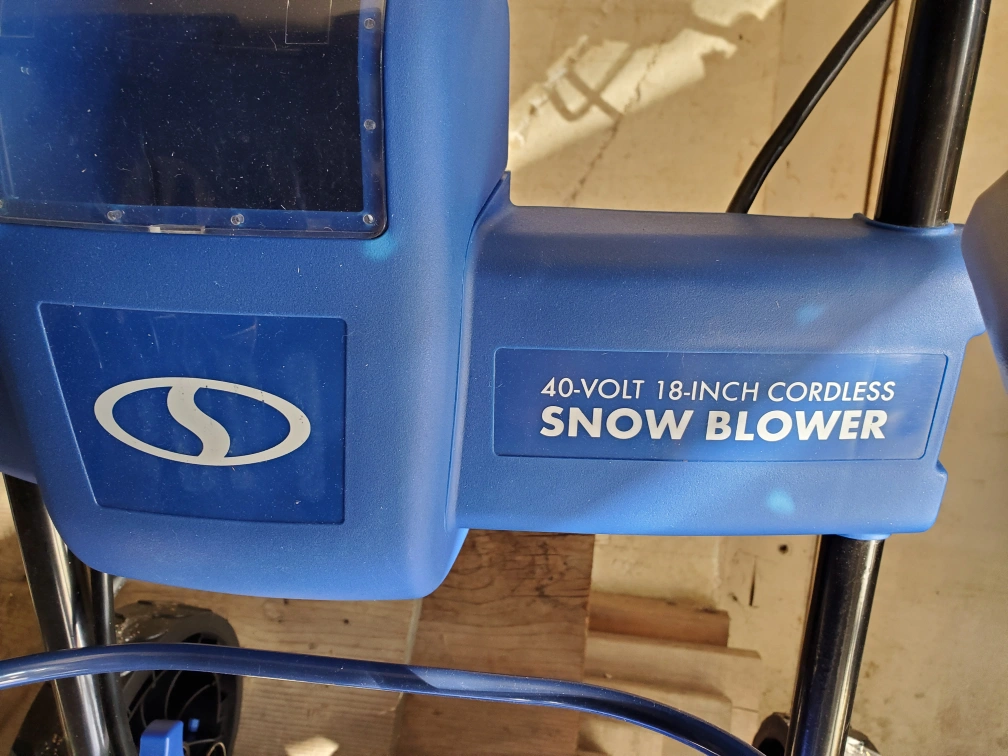 40-VOLT 18-INCH CORDLESS
SNOW BLOWER